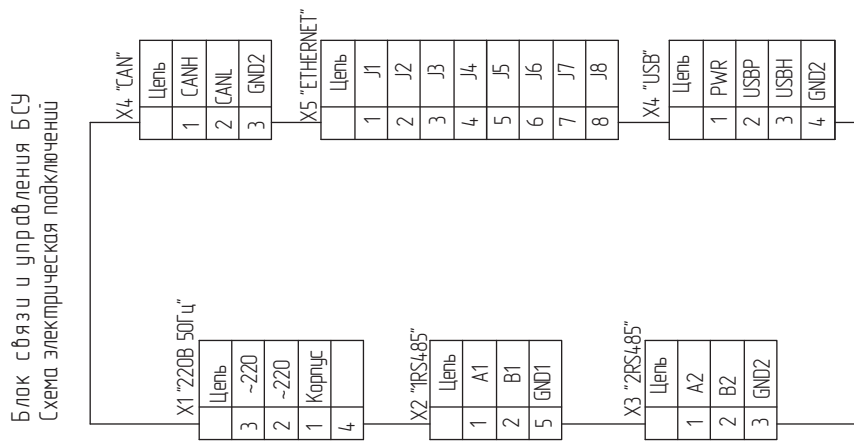 Блок связи и управления БСУ
Схема электрическая подключений
X1 "220В 50Гц"
Цепь
3 ~220
2 ~220
1 Корпус
4
X2 "1RS485"
Цепь
1 A1
2 B1
5 GND1
X3 "2RS485"
Цепь
1 A2
2 B2
3 GND2
X4 "CAN"
Цепь
1 CANH
2 CANL
3 GND2
X5 "ETHERNET"
Цепь
1 J1
2 J2
3 J3
4 J4
5 J5
6 J6
7 J7
8 J8
X4 "USB"
Цепь
1 PWR
2 USBP
3 USBH
4 GND2